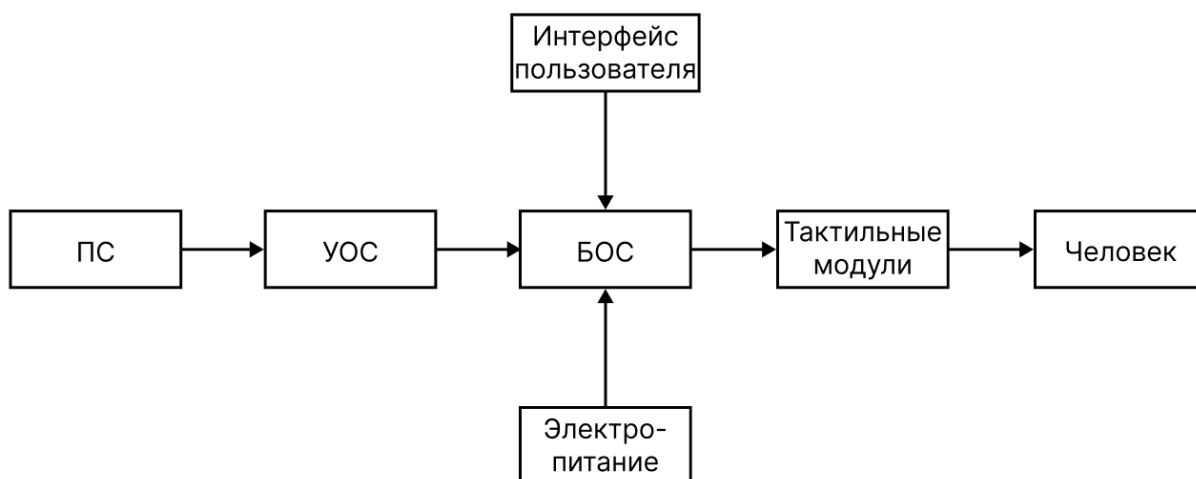 Интерфейс
пользователя
ПС
УОС
БОС
Тактильные
модули
Человек
Электро-
питание